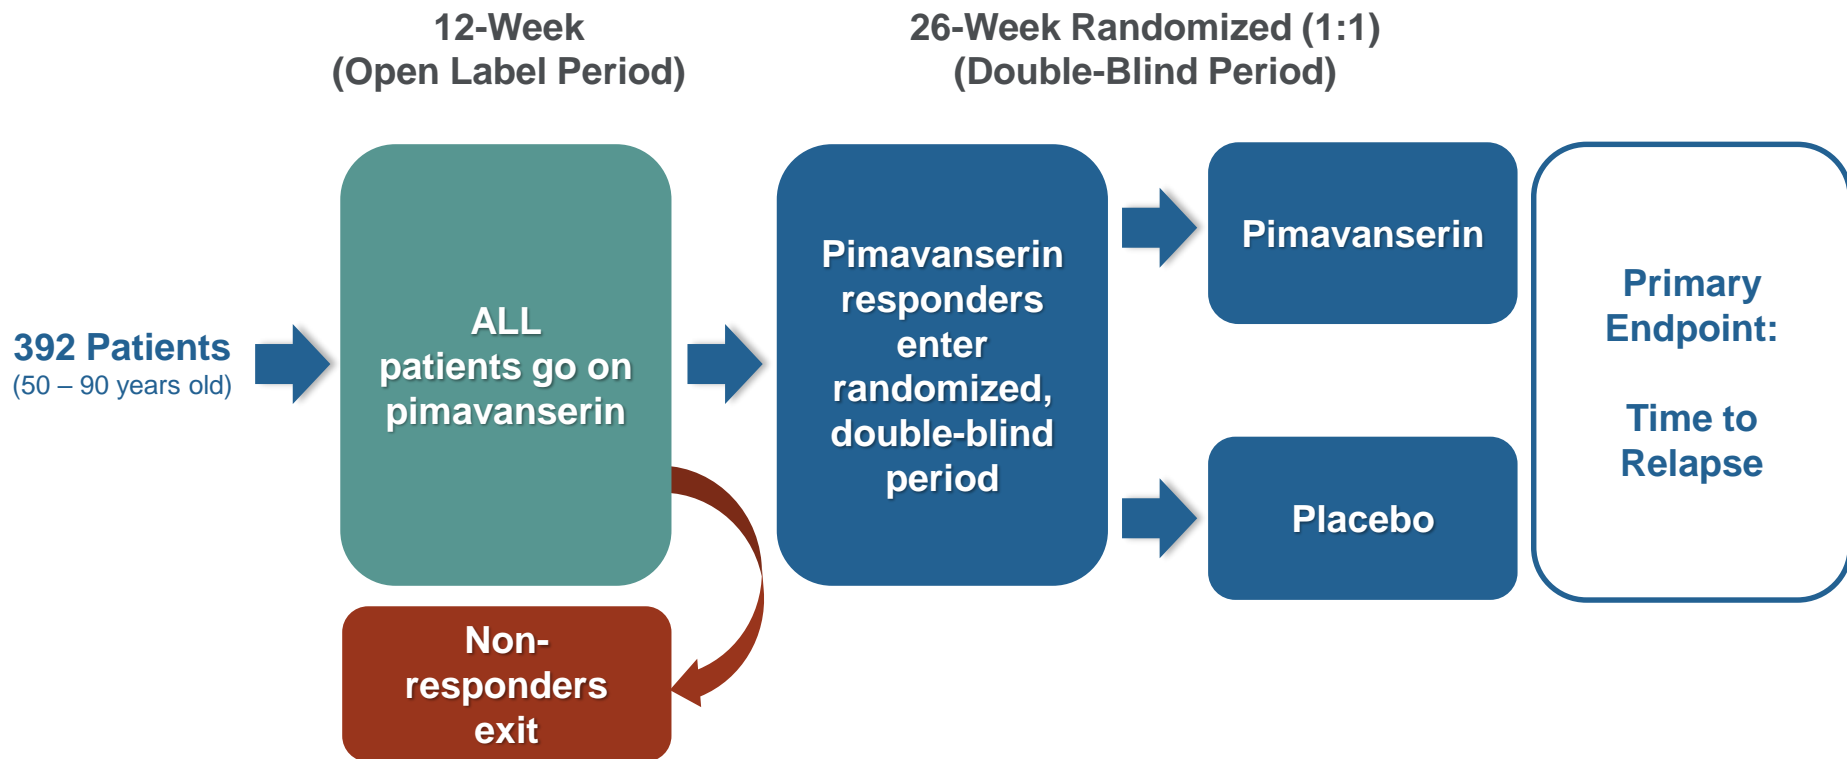 12-Week
(Open Label Period)
26-Week Randomized (1:1)
(Double-Blind Period)
392 Patients
(50 – 90 years old)
ALL
patients go on
pimavanserin
Non-
responders
exit
Pimavanserin
responders
enter
randomized,
double-blind
period
Pimavanserin
Placebo
Primary
Endpoint:
Time to
Relapse